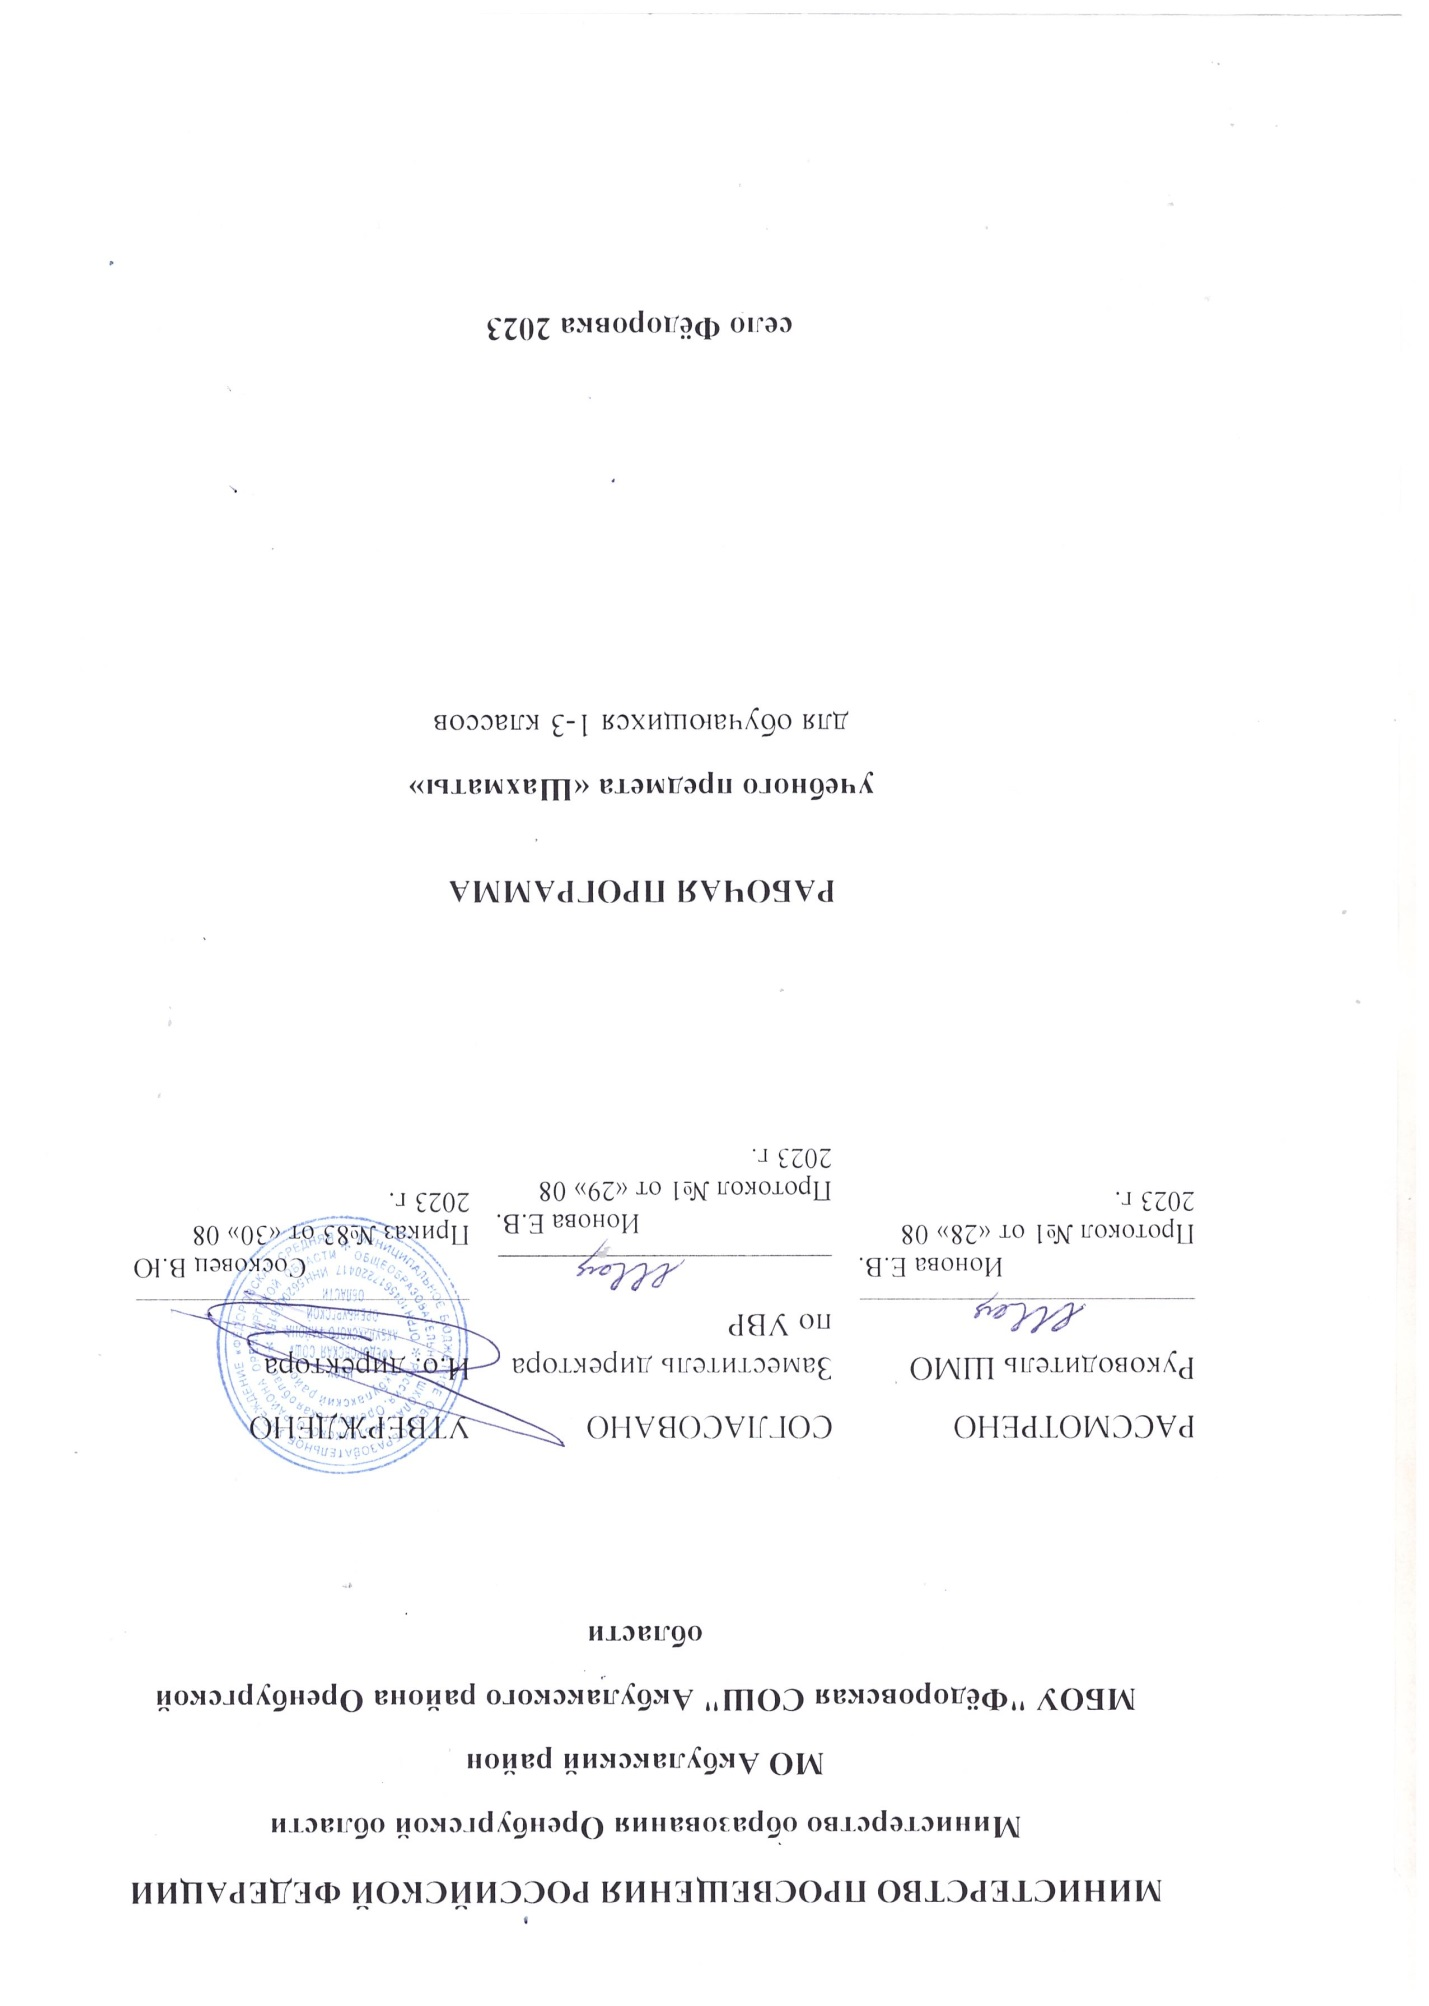 МИНИСТЕРСТВО ПРОСВЕЩЕНИЯ РОССИЙСКОЙ ФЕДЕРАЦИИ
Министерство образования Оренбургской области
МО Акбулакский район
МБОУ "Фёдоровская СОШ" Акбулакского района Оренбургской
области
РАССМОТРЕНО
Руководитель ШМО
Ионова Е.В.
Протокол №1 от «28» 08
2023 г.
СОГЛАСОВАНО
Заместитель директора
по УВР
Ионова Е.В.
Протокол №1 от «29» 08
2023 г.
УТВЕРЖДЕНО
И.о. директора
Сосковец В.Ю
Приказ №83 от «30» 08
2023 г.
РАБОЧАЯ ПРОГРАММА
учебного предмета «Шахматы»
для обучающихся 1-3 классов
село Фёдоровка 2023